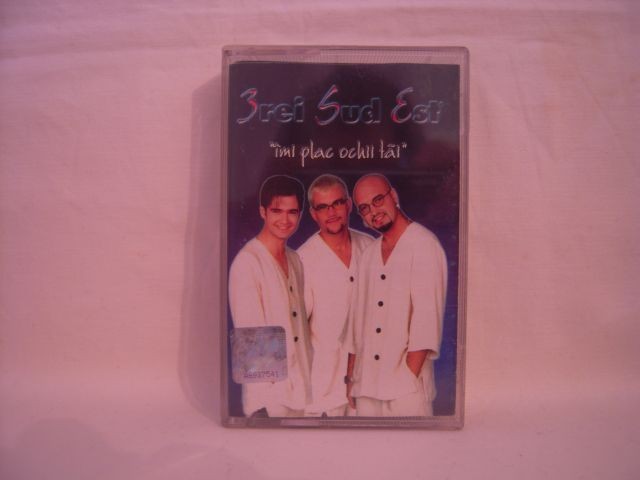 3rei Sud Est
"îmi plac ochii tăi"